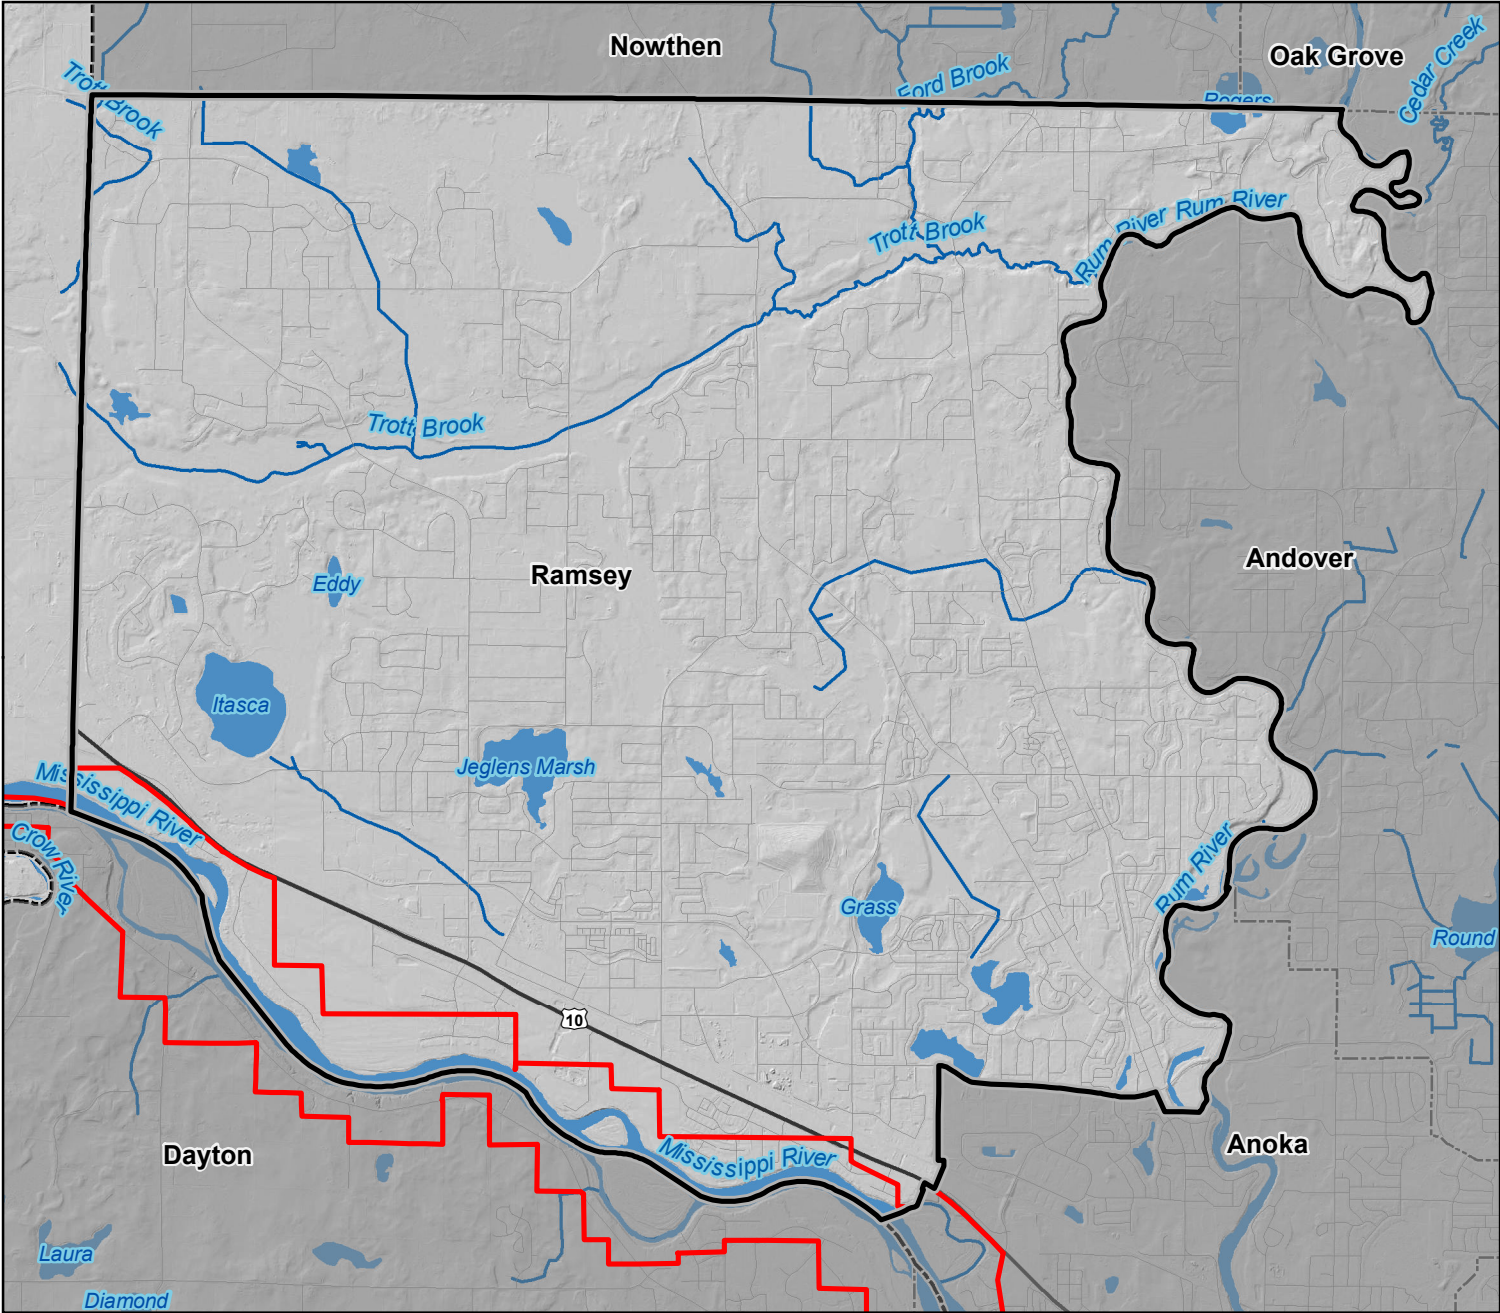 Nowthen
Oak Grove
Cedar Creek
Trott Brook
Ford Brook
Rogers
Trott Brook
Rum River
Rum River
Trott Brook
Andover
Ramsey
Eddy
Itasca
Jeglens Marsh
Mississippi River
Crow River
Rum River
Grass
Round
10
Mississippi River
Anoka
Dayton
Laura
Diamond